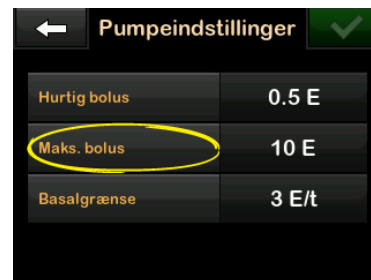 Pumpeindstillinger
Hurtig bolus 0.5 E
Maks. bolus 10 E
Basalgrænse 3 E/t